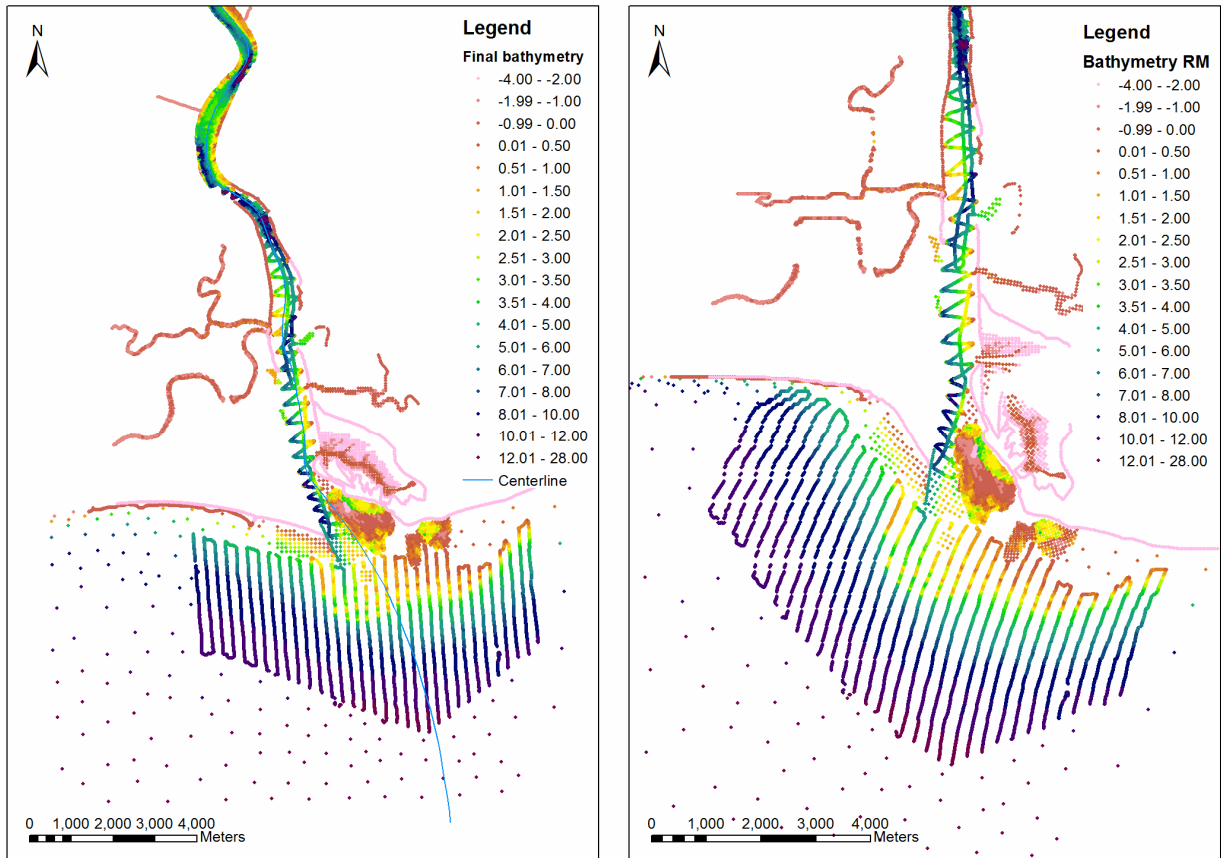 N
Legend
Final bathymetry
-4.00 - -2.00
-1.99 - -1.00
-0.99 - 0.00
0.01 - 0.50
0.51 - 1.00
1.01 - 1.50
1.51 - 2.00
2.01 - 2.50
2.51 - 3.00
3.01 - 3.50
3.51 - 4.00
4.01 - 5.00
5.01 - 6.00
6.01 - 7.00
7.01 - 8.00
8.01 - 10.00
10.01 - 12.00
12.01 - 28.00
Centerline
0 1,000 2,000 3,000 4,000
Meters
N
Legend
Bathymetry RM
-4.00 - -2.00
-1.99 - -1.00
-0.99 - 0.00
0.01 - 0.50
0.51 - 1.00
1.01 - 1.50
1.51 - 2.00
2.01 - 2.50
2.51 - 3.00
3.01 - 3.50
3.51 - 4.00
4.01 - 5.00
5.01 - 6.00
6.01 - 7.00
7.01 - 8.00
8.01 - 10.00
10.01 - 12.00
12.01 - 28.00
0 1,000 2,000 3,000 4,000
Meters